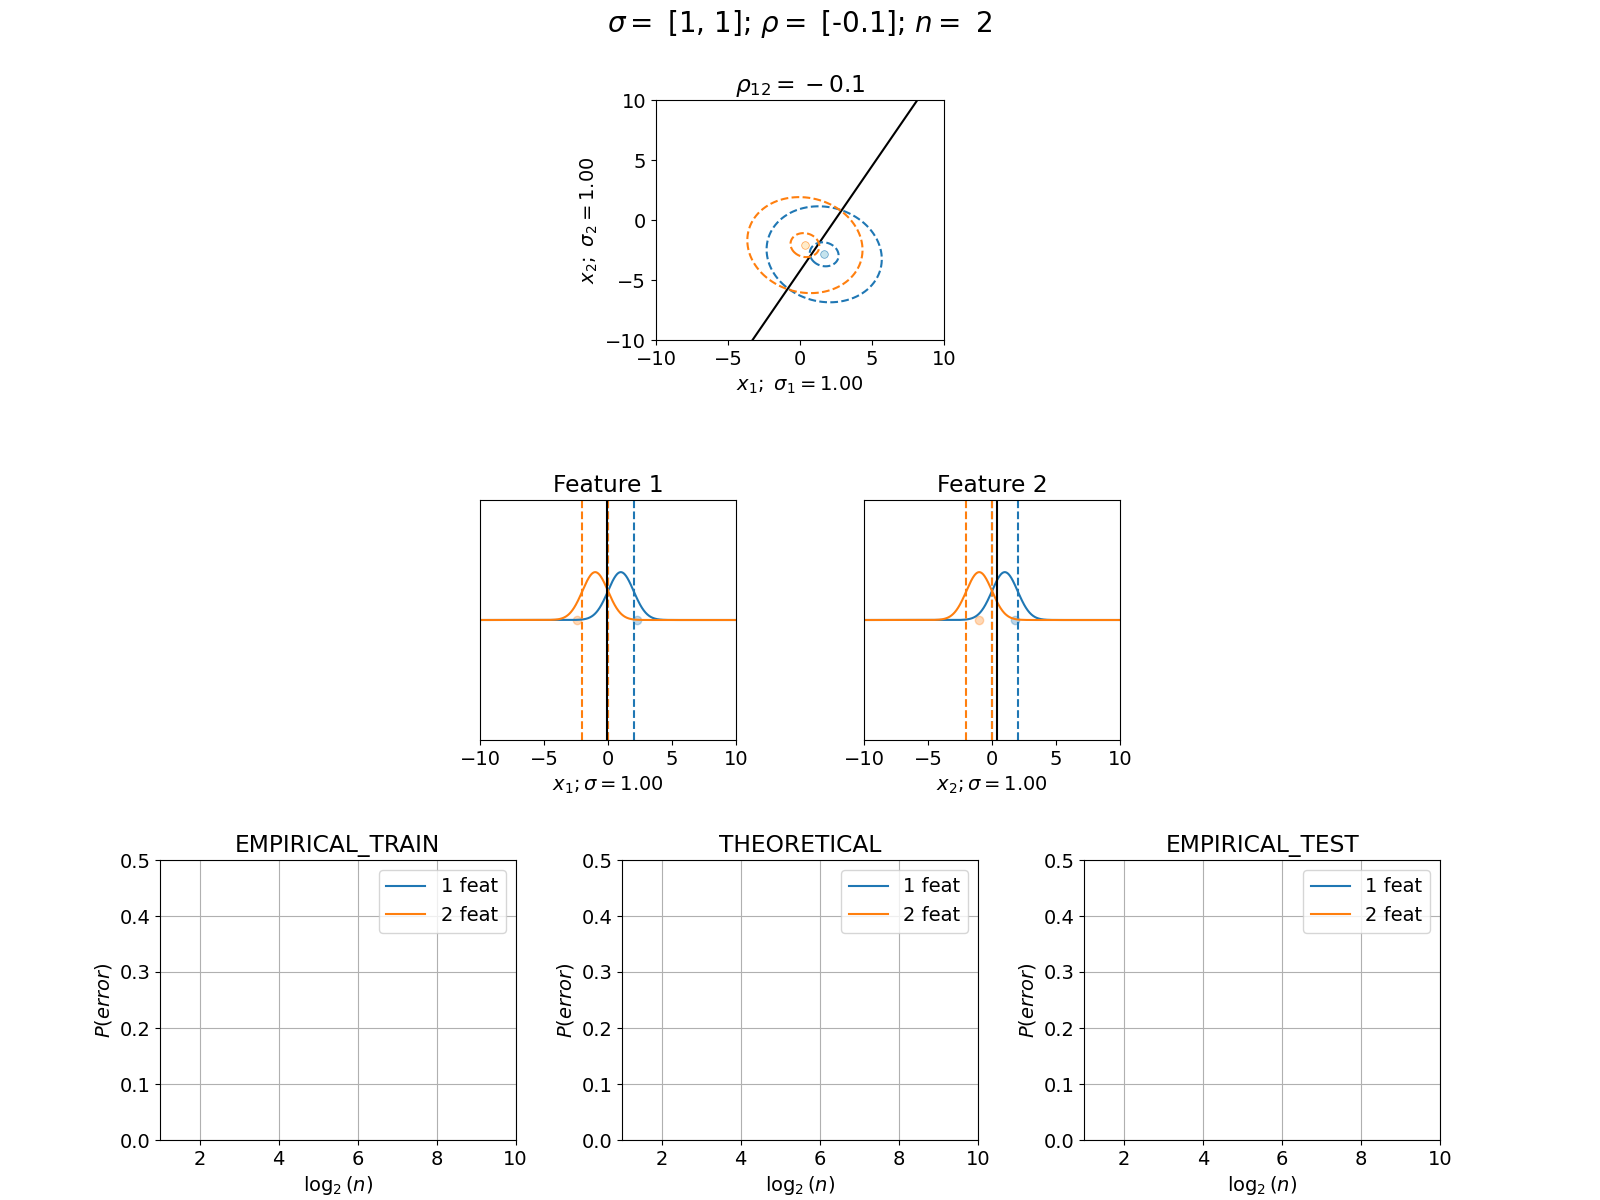 σ = [1, 1]; ρ = [-0.1]; n = 2
ρ₁₂ = −0.1
10
5
0
−5
−10
x₂; σ₂ = 1.00
−10 −5 0 5 10
x₁; σ₁ = 1.00
Feature 1
−10 −5 0 5 10
x₁; σ = 1.00
Feature 2
−10 −5 0 5 10
x₂; σ = 1.00
EMPIRICAL_TRAIN
1 feat
2 feat
0.5
0.4
0.3
0.2
0.1
0.0
P(error)
2 4 6 8 10
log₂ (n)
THEORETICAL
1 feat
2 feat
0.5
0.4
0.3
0.2
0.1
0.0
P(error)
2 4 6 8 10
log₂ (n)
EMPIRICAL_TEST
1 feat
2 feat
0.5
0.4
0.3
0.2
0.1
0.0
P(error)
2 4 6 8 10
log₂ (n)